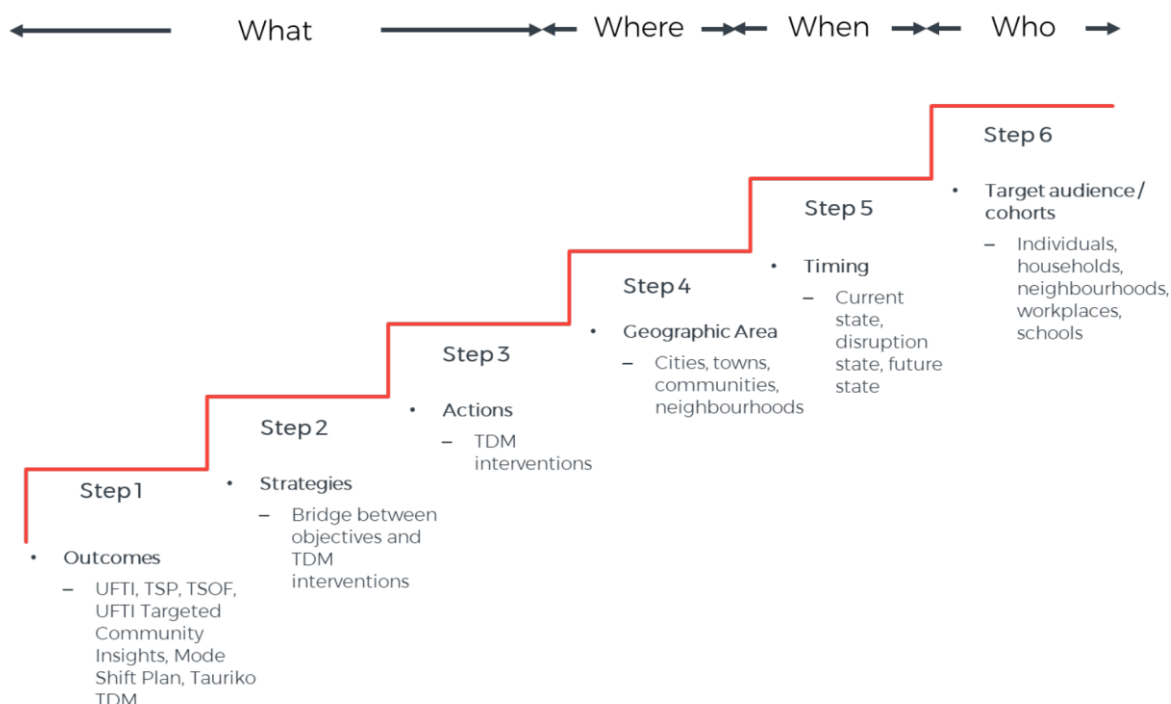 What
Where
When
Who
Step 1
• Outcomes
– UFTI, TSP, TSOF,
UFTI Targeted
Community
Insights, Mode
Shift Plan, Tauriko
TDM
Step 2
• Strategies
– Bridge between
objectives and
TDM
interventions
Step 3
• Actions
– TDM
interventions
Step 4
• Geographic Area
– Cities, towns,
communities,
neighbourhoods
Step 5
• Timing
– Current
state,
disruption
state, future
state
Step 6
• Target audience /
cohorts
– Individuals,
households,
neighbourhoods,
workplaces,
schools